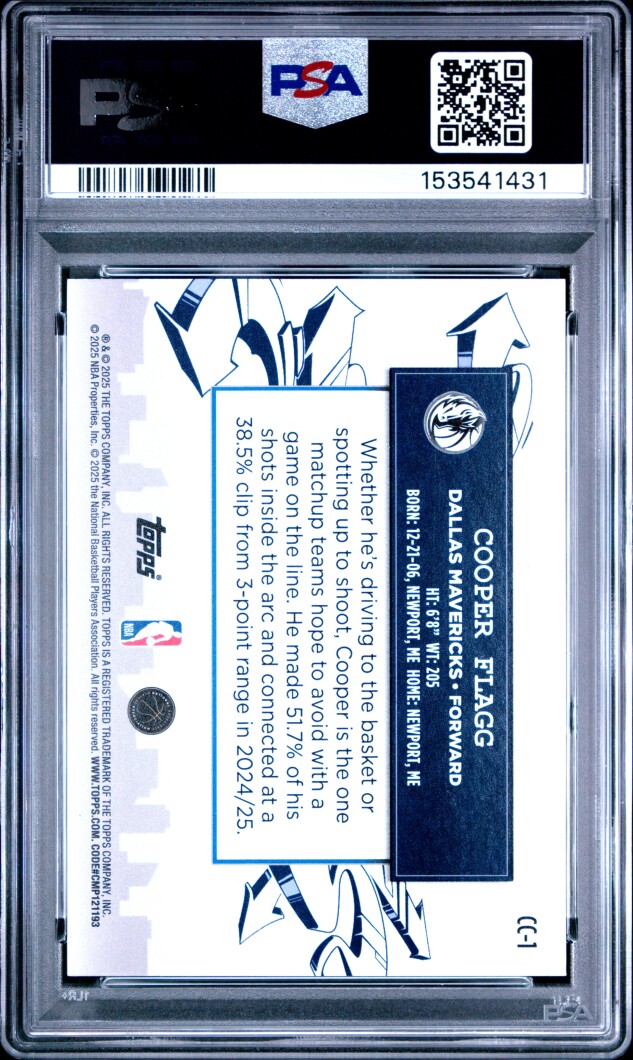 PSA
PSA
153541431
CC-1
COOPER FLAGG
DALLAS MAVERICKS • FORWARD
HT: 6'8" WT: 205
BORN: 12-21-06, NEWPORT, ME HOME: NEWPORT, ME
Whether he's driving to the basket or
spotting up to shoot, Cooper is the one
matchup teams hope to avoid with a
game on the line. He made 51.7% of his
shots inside the arc and connected at a
38.5% clip from 3-point range in 2024/25.
topps®
NBA
® & © 2025 THE TOPPS COMPANY, INC. ALL RIGHTS RESERVED. TOPPS IS A REGISTERED TRADEMARK OF THE TOPPS COMPANY, INC.
© 2025 NBA Properties, Inc. © 2025 the National Basketball Players Association. All rights reserved. WWW.TOPPS.COM. CODE#CMP121193
PSA